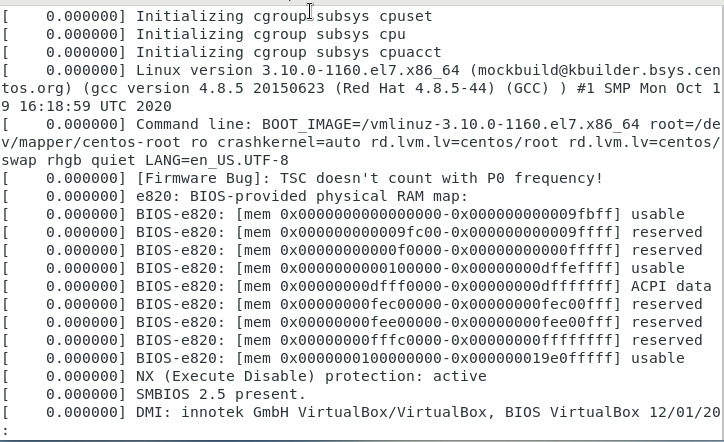 [    0.000000] Initializing cgroup subsys cpuset
[    0.000000] Initializing cgroup subsys cpu
[    0.000000] Initializing cgroup subsys cpuacct
[    0.000000] Linux version 3.10.0-1160.el7.x86_64 (mockbuild@kbuilder.bsys.cen
tos.org) (gcc version 4.8.5 20150623 (Red Hat 4.8.5-44) (GCC) ) #1 SMP Mon Oct 1
9 16:18:59 UTC 2020
[    0.000000] Command line: BOOT_IMAGE=/vmlinuz-3.10.0-1160.el7.x86_64 root=/de
v/mapper/centos-root ro crashkernel=auto rd.lvm.lv=centos/root rd.lvm.lv=centos/
swap rhgb quiet LANG=en_US.UTF-8
[    0.000000] [Firmware Bug]: TSC doesn't count with P0 frequency!
[    0.000000] e820: BIOS-provided physical RAM map:
[    0.000000] BIOS-e820: [mem 0x0000000000000000-0x000000000009fbff] usable
[    0.000000] BIOS-e820: [mem 0x000000000009fc00-0x000000000009ffff] reserved
[    0.000000] BIOS-e820: [mem 0x00000000000f0000-0x00000000000fffff] reserved
[    0.000000] BIOS-e820: [mem 0x0000000000100000-0x00000000dffeffff] usable
[    0.000000] BIOS-e820: [mem 0x00000000dfff0000-0x00000000dfffffff] ACPI data
[    0.000000] BIOS-e820: [mem 0x00000000fec00000-0x00000000fec00fff] reserved
[    0.000000] BIOS-e820: [mem 0x00000000fee00000-0x00000000fee00fff] reserved
[    0.000000] BIOS-e820: [mem 0x00000000fffc0000-0x00000000ffffffff] reserved
[    0.000000] BIOS-e820: [mem 0x0000000100000000-0x000000019e0fffff] usable
[    0.000000] NX (Execute Disable) protection: active
[    0.000000] SMBIOS 2.5 present.
[    0.000000] DMI: innotek GmbH VirtualBox/VirtualBox, BIOS VirtualBox 12/01/20
: